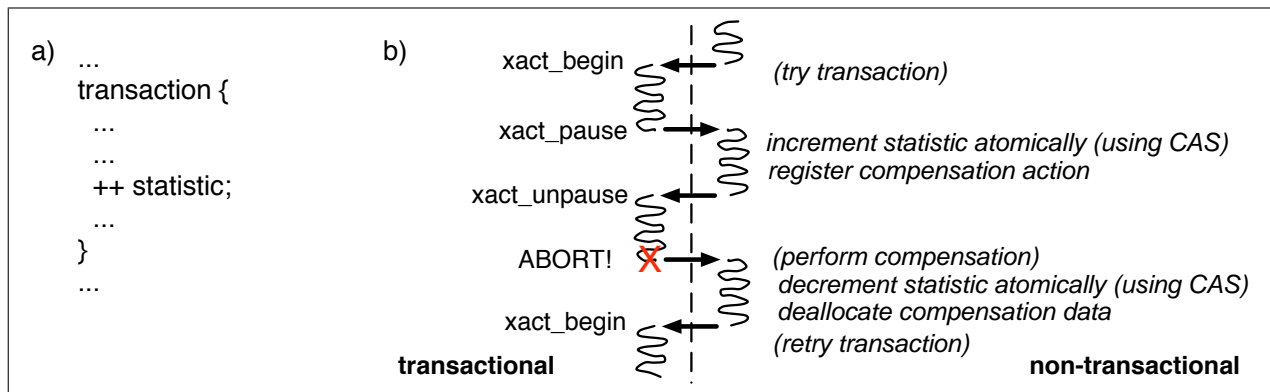 a)
...
transaction {
...
...
++ statistic;
...
}
...
b)
xact_begin
(try transaction)
xact_pause
increment statistic atomically (using CAS)
register compensation action
xact_unpause
ABORT!
X
(perform compensation)
decrement statistic atomically (using CAS)
deallocate compensation data
xact_begin
(retry transaction)
transactional
non-transactional